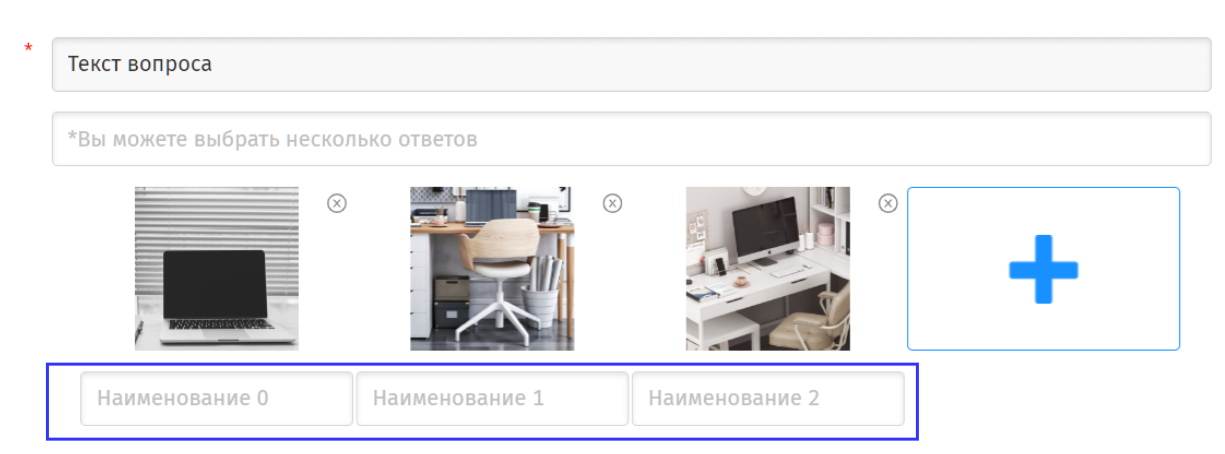 *
Текст вопроса
*Вы можете выбрать несколько ответов
Наименование 0 Наименование 1 Наименование 2